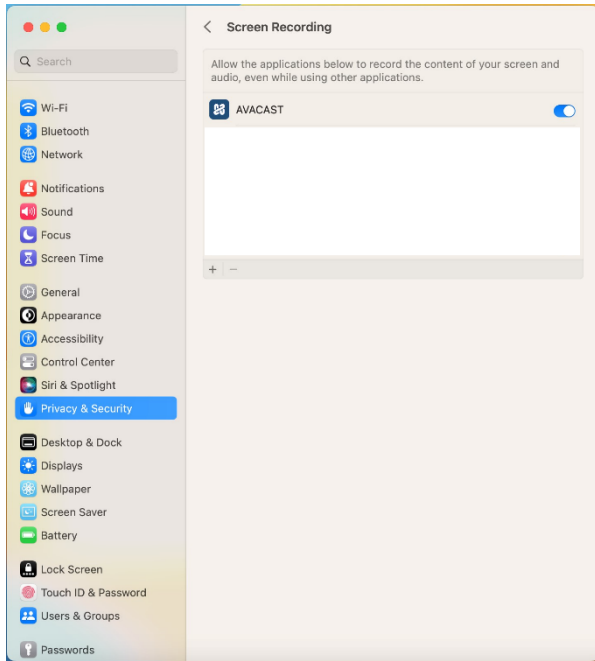 Search
Wi-Fi
Bluetooth
Network
Notifications
Sound
Focus
Screen Time
General
Appearance
Accessibility
Control Center
Siri & Spotlight
Privacy & Security
Desktop & Dock
Displays
Wallpaper
Screen Saver
Battery
Lock Screen
Touch ID & Password
Users & Groups
Passwords
Screen Recording
Allow the applications below to record the content of your screen and
audio, even while using other applications.
AVACAST
+ −